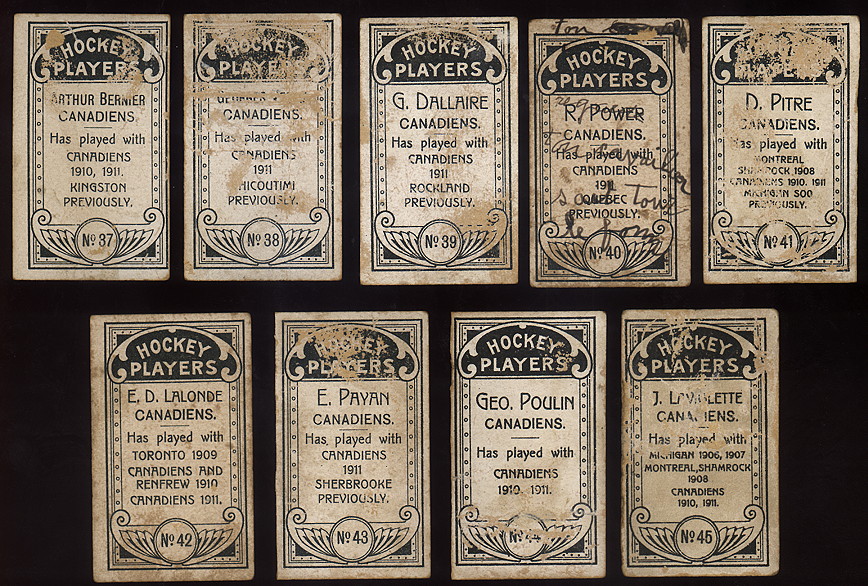 HOCKEY
PLAYERS
ARTHUR BERNIER
CANADIENS.
Has played with
CANADIENS
1910, 1911.
KINGSTON
PREVIOUSLY.
No 37
HOCKEY
PLAYERS
CANADIENS.
Has played with
CANADIENS
1911
CHICOUTIMI
PREVIOUSLY.
No 38
HOCKEY
PLAYERS
G. DALLAIRE
CANADIENS.
Has played with
CANADIENS
1911
ROCKLAND
PREVIOUSLY.
No 39
HOCKEY
PLAYERS
R. POWER
CANADIENS.
Has played with
CANADIENS
1911
QUEBEC
PREVIOUSLY.
No 40
PLAYERS
D. PITRE
CANADIENS.
Has played with
MONTREAL
SHAMROCK 1908
CANADIENS 1910. 1911
MICHIGAN SOO
PREVIOUSLY.
No 41
HOCKEY
PLAYERS
E. D. LALONDE
CANADIENS.
Has played with
TORONTO 1909
CANADIENS AND
RENFREW 1910
CANADIENS 1911.
No 42
HOCKEY
PLAYERS
E. PAYAN
CANADIENS.
Has played with
CANADIENS
1911
SHERBROOKE
PREVIOUSLY.
No 43
HOCKEY
PLAYERS
GEO. POULIN
CANADIENS.
Has played with
CANADIENS
1910, 1911.
No 44
HOCKEY
PLAYERS
J. LAVIOLETTE
CANADIENS.
Has played with
MICHIGAN 1906, 1907
MONTREAL, SHAMROCK
1908
CANADIENS
1910, 1911.
No 45